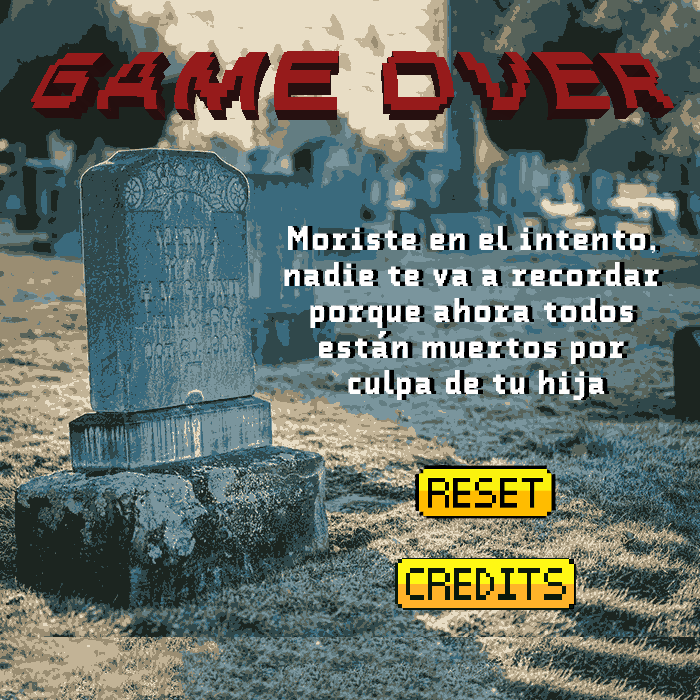 GAME OVER
Moriste en el intento,
nadie te va a recordar
porque ahora todos
están muertos por
culpa de tu hija
RESET
CREDITS